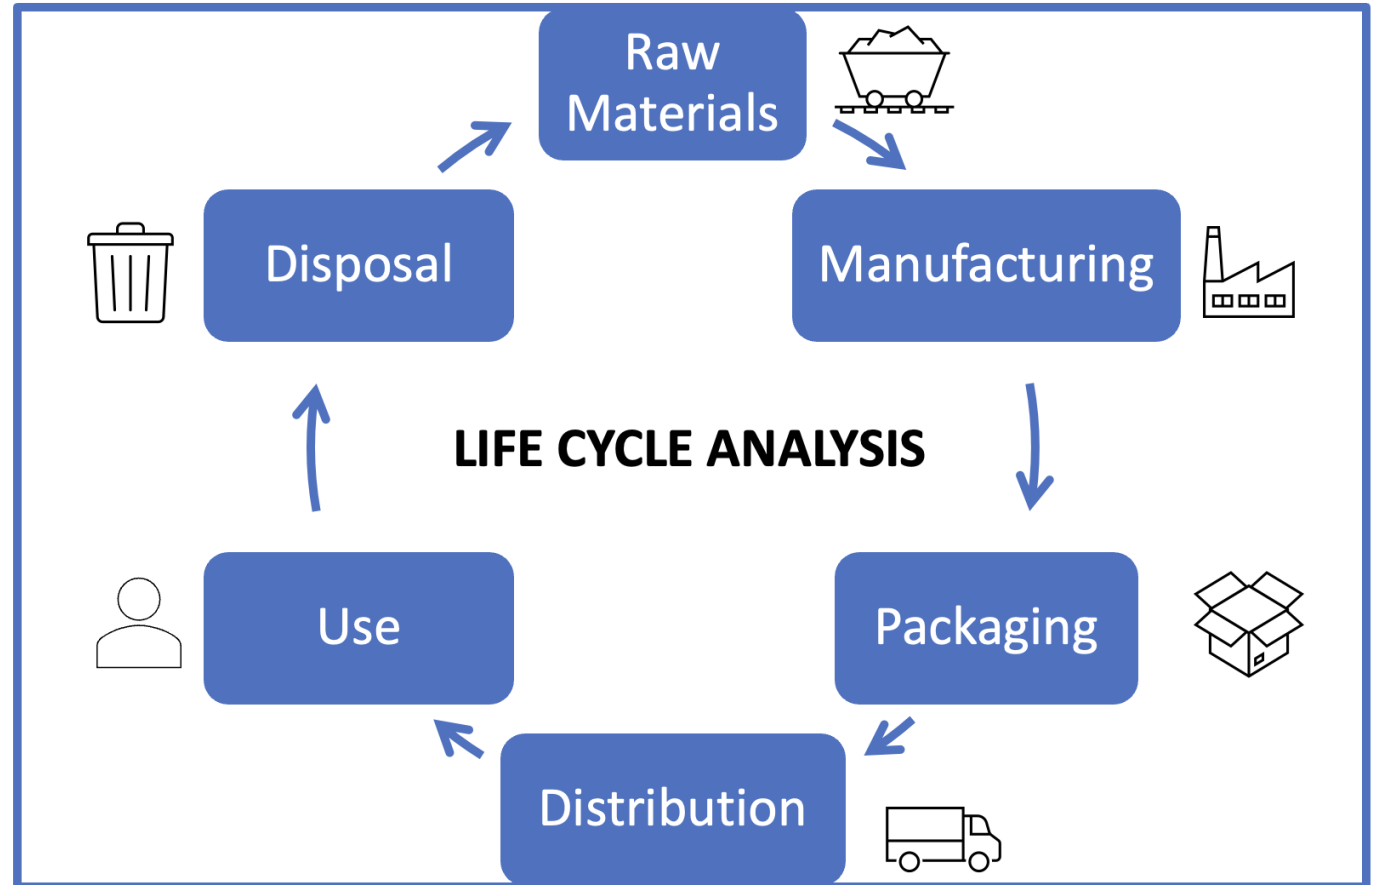 Raw
Materials
Disposal
Manufacturing
LIFE CYCLE ANALYSIS
Use
Packaging
Distribution